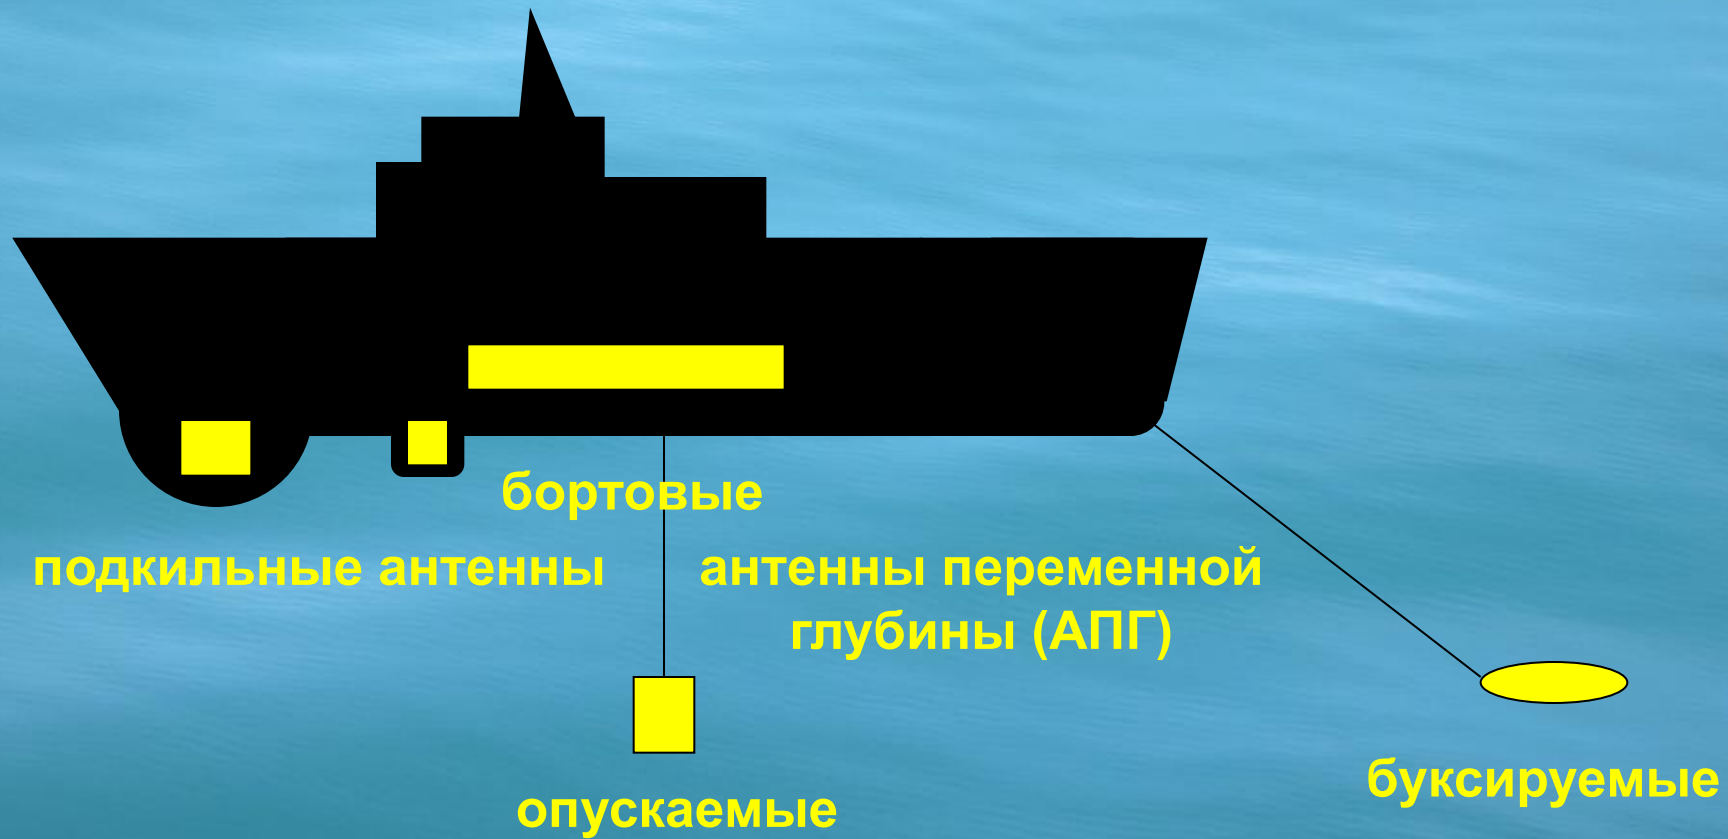 бортовые
подкильные антенны
антенны переменной
глубины (АПГ)
буксируемые
опускаемые